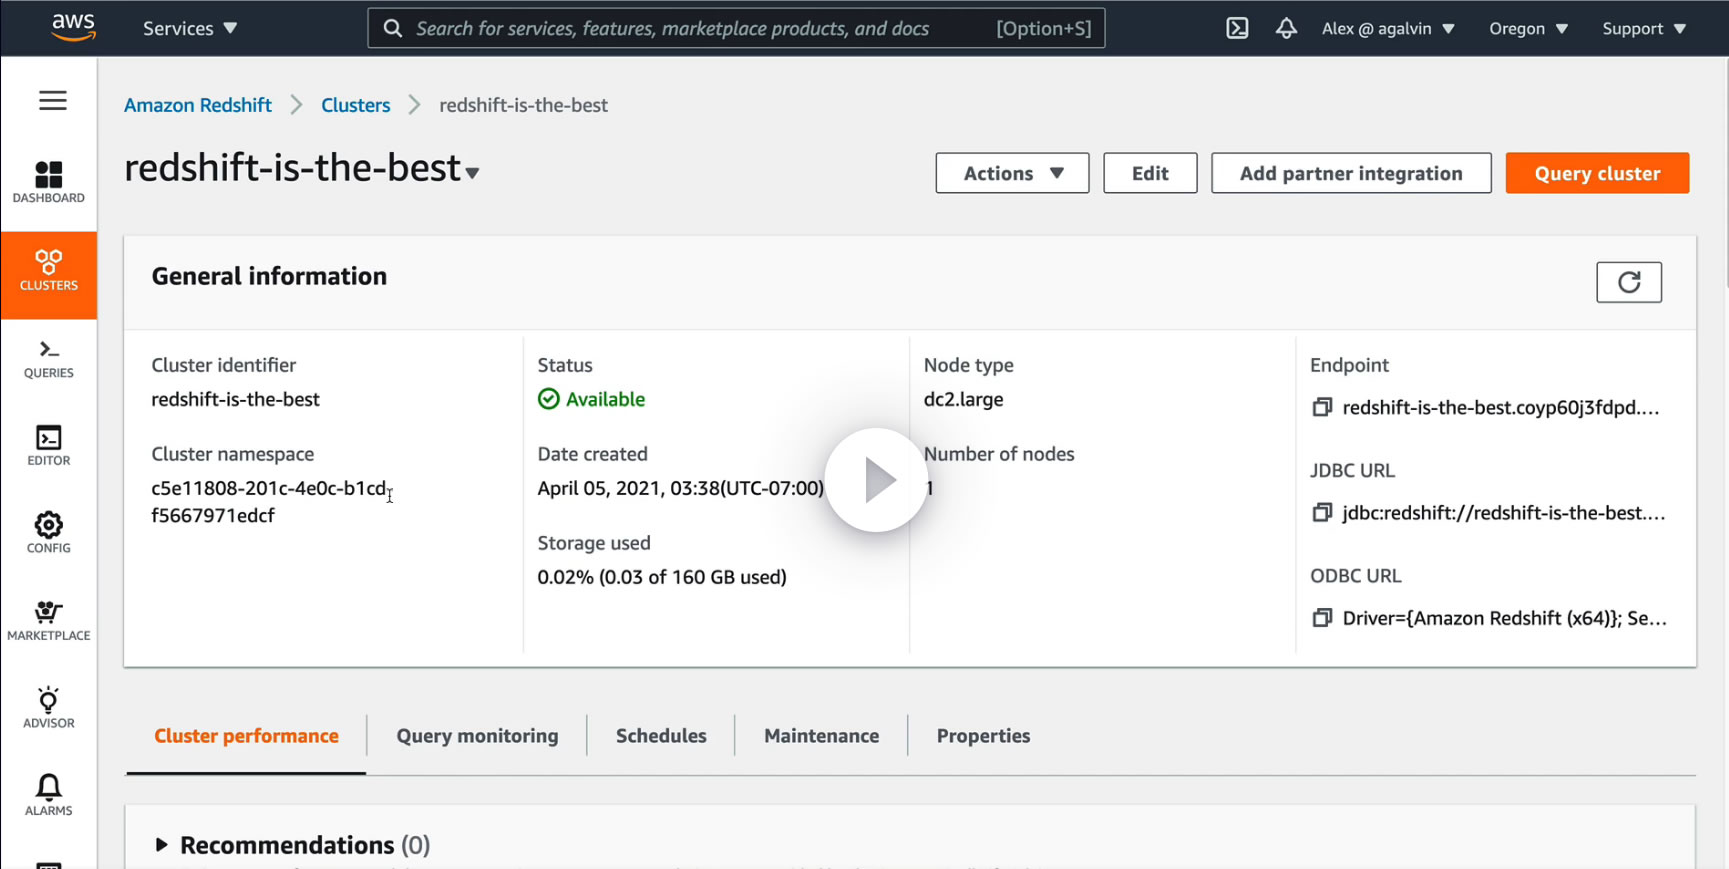 aws
Services
Search for services, features, marketplace products, and docs [Option+S]
Alex @ agalvin
Oregon
Support
Amazon Redshift
Clusters
redshift-is-the-best
redshift-is-the-best
Actions
Edit
Add partner integration
Query cluster
DASHBOARD
CLUSTERS
QUERIES
EDITOR
CONFIG
MARKETPLACE
ADVISOR
ALARMS
General information
Cluster identifier
redshift-is-the-best
Cluster namespace
c5e11808-201c-4e0c-b1cd-
f5667971edcf
Status
Available
Date created
April 05, 2021, 03:38(UTC-07:00)
Storage used
0.02% (0.03 of 160 GB used)
Node type
dc2.large
Number of nodes
1
Endpoint
redshift-is-the-best.coyp60j3fdpd....
JDBC URL
jdbc:redshift://redshift-is-the-best....
ODBC URL
Driver={Amazon Redshift (x64)}; Se...
Cluster performance
Query monitoring
Schedules
Maintenance
Properties
Recommendations (0)